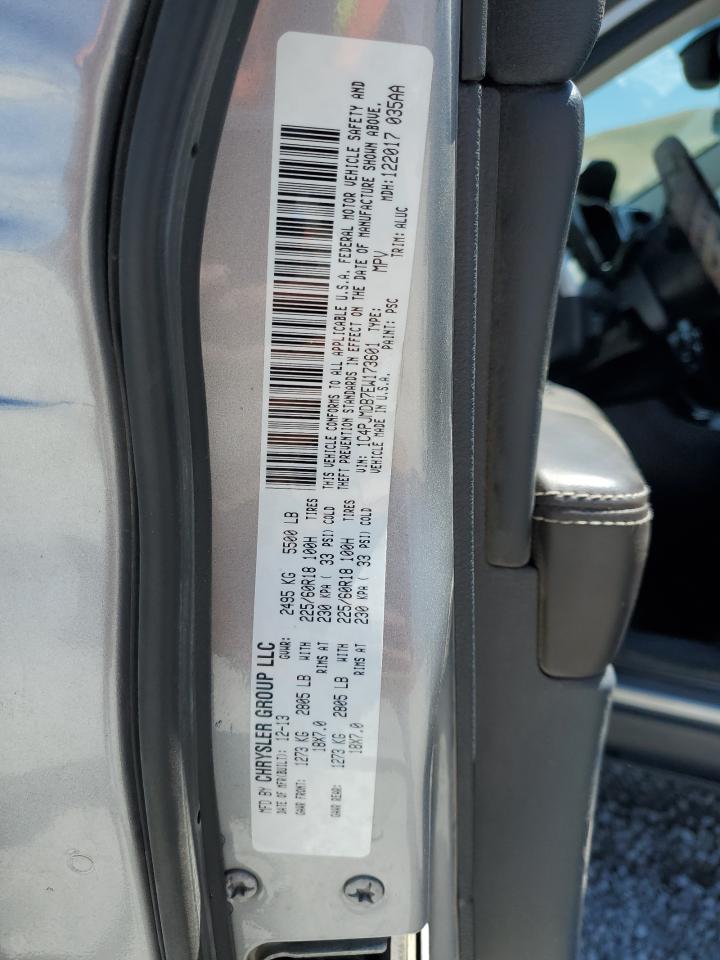 MFD BY CHRYSLER GROUP LLC
DATE OF MFR(BUILT): 12-13 GVWR: 2495 KG 5500 LB
GAWR FRONT: 1273 KG 2805 LB WITH 225/60R18 100H TIRES
18X7.0 RIMS AT 230 KPA ( 33 PSI) COLD
GAWR REAR: 1273 KG 2805 LB WITH 225/60R18 100H TIRES
18X7.0 RIMS AT 230 KPA ( 33 PSI) COLD
THIS VEHICLE CONFORMS TO ALL APPLICABLE U.S.A. FEDERAL MOTOR VEHICLE SAFETY AND
THEFT PREVENTION STANDARDS IN EFFECT ON THE DATE OF MANUFACTURE SHOWN ABOVE.
VIN: 1C4PJMDB7EW173601 TYPE: MPV MDH:122017 035AA
VEHICLE MADE IN U.S.A. PAINT: PSC TRIM: ALUC